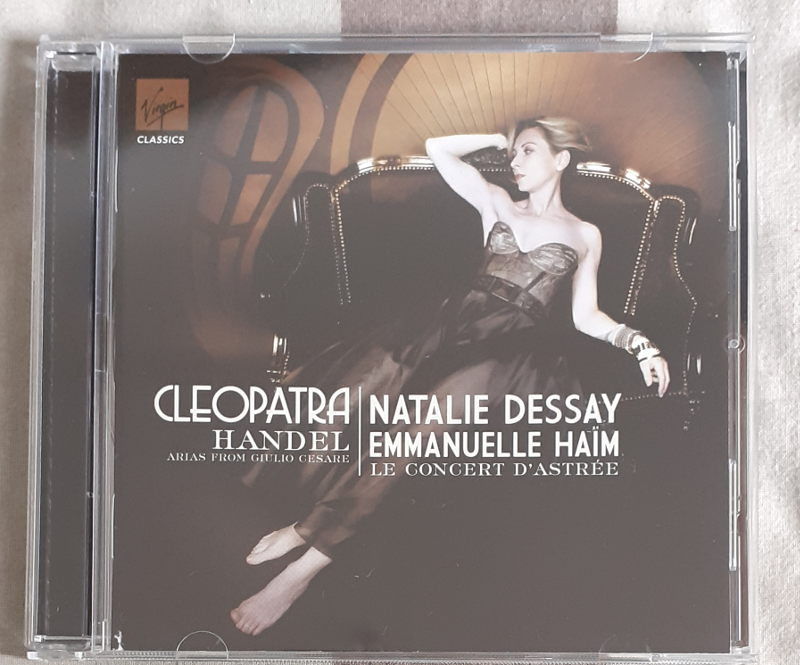 Virgin
CLASSICS
CLEOPATRA
HANDEL
ARIAS FROM GIULIO CESARE
NATALIE DESSAY
EMMANUELLE HAÏM
LE CONCERT D'ASTRÉE